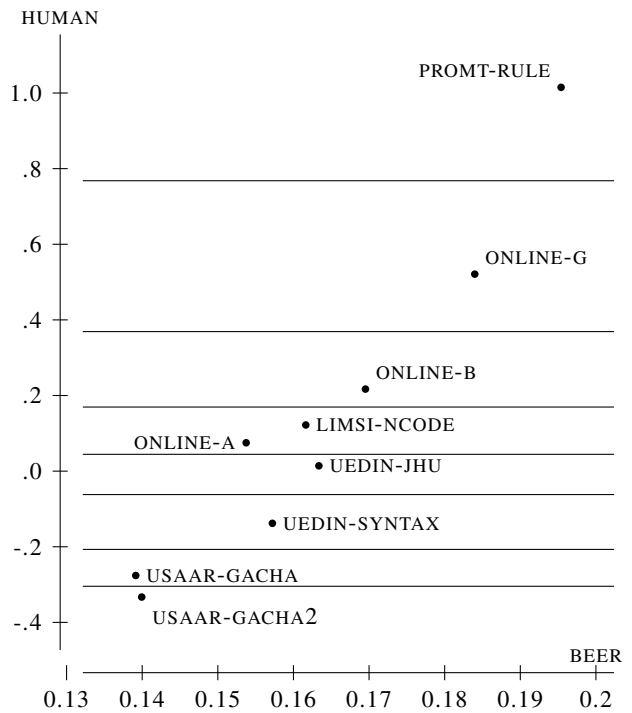 HUMAN
PROMT-RULE
1.0
.8
ONLINE-G
.6
.4
ONLINE-B
.2
LIMSI-NCODE
ONLINE-A
UEDIN-JHU
.0
UEDIN-SYNTAX
-.2
USAAR-GACHA
USAAR-GACHA2
-.4
BEER
0.13 0.14 0.15 0.16 0.17 0.18 0.19 0.2